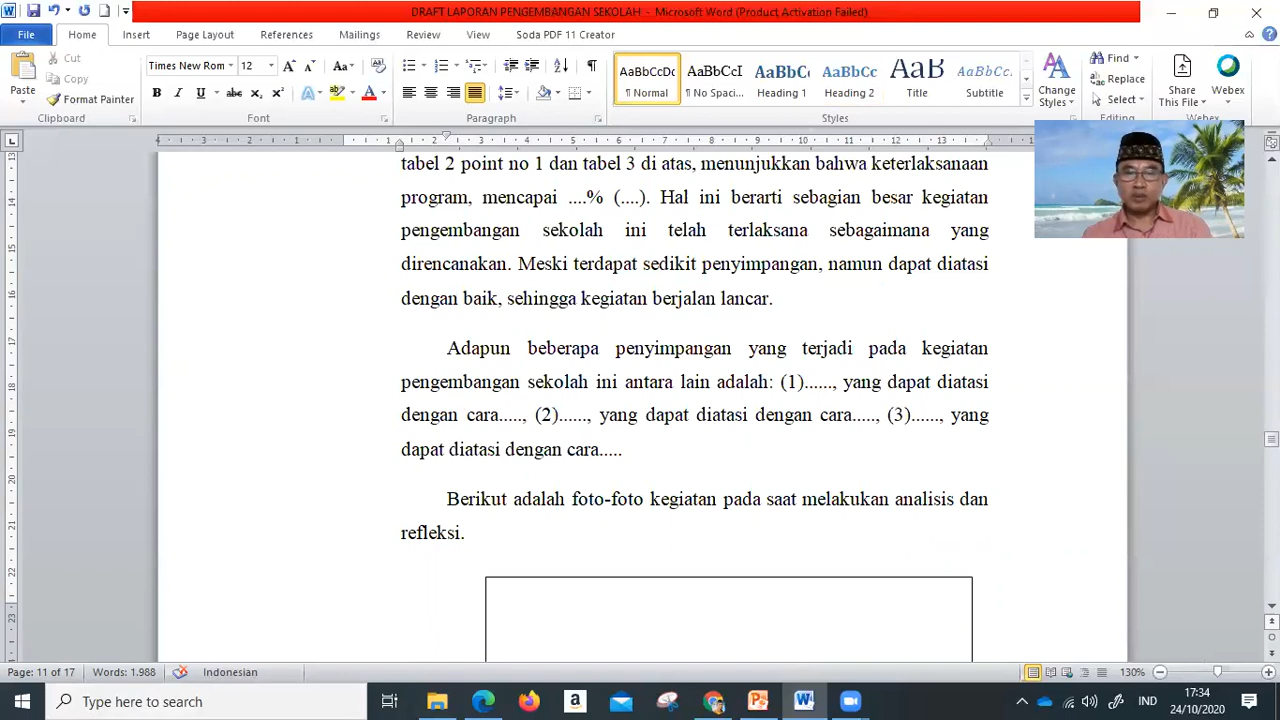 DRAFT LAPORAN PENGEMBANGAN SEKOLAH - Microsoft Word (Product Activation Failed)
File Home Insert Page Layout References Mailings Review View Soda PDF 11 Creator
Paste
Cut
Copy
Format Painter
Clipboard
Times New Rom 12
Font
Paragraph
AaBbCcDc AaBbCcI AaBbCc AaBbCc AaB AaBbCcL
¶ Normal ¶ No Spaci... Heading 1 Heading 2 Title Subtitle
Change Styles
Styles
Find
Replace
Select
Editing
Share This File
Webex
Webex
tabel 2 point no 1 dan tabel 3 di atas, menunjukkan bahwa keterlaksanaan
program, mencapai ....% (....). Hal ini berarti sebagian besar kegiatan
pengembangan sekolah ini telah terlaksana sebagaimana yang
direncanakan. Meski terdapat sedikit penyimpangan, namun dapat diatasi
dengan baik, sehingga kegiatan berjalan lancar.
Adapun beberapa penyimpangan yang terjadi pada kegiatan
pengembangan sekolah ini antara lain adalah: (1)......, yang dapat diatasi
dengan cara....., (2)......, yang dapat diatasi dengan cara....., (3)......, yang
dapat diatasi dengan cara.....
Berikut adalah foto-foto kegiatan pada saat melakukan analisis dan
refleksi.
Page: 11 of 17 Words: 1.988 Indonesian 130%
Type here to search
IND
17:34
24/10/2020